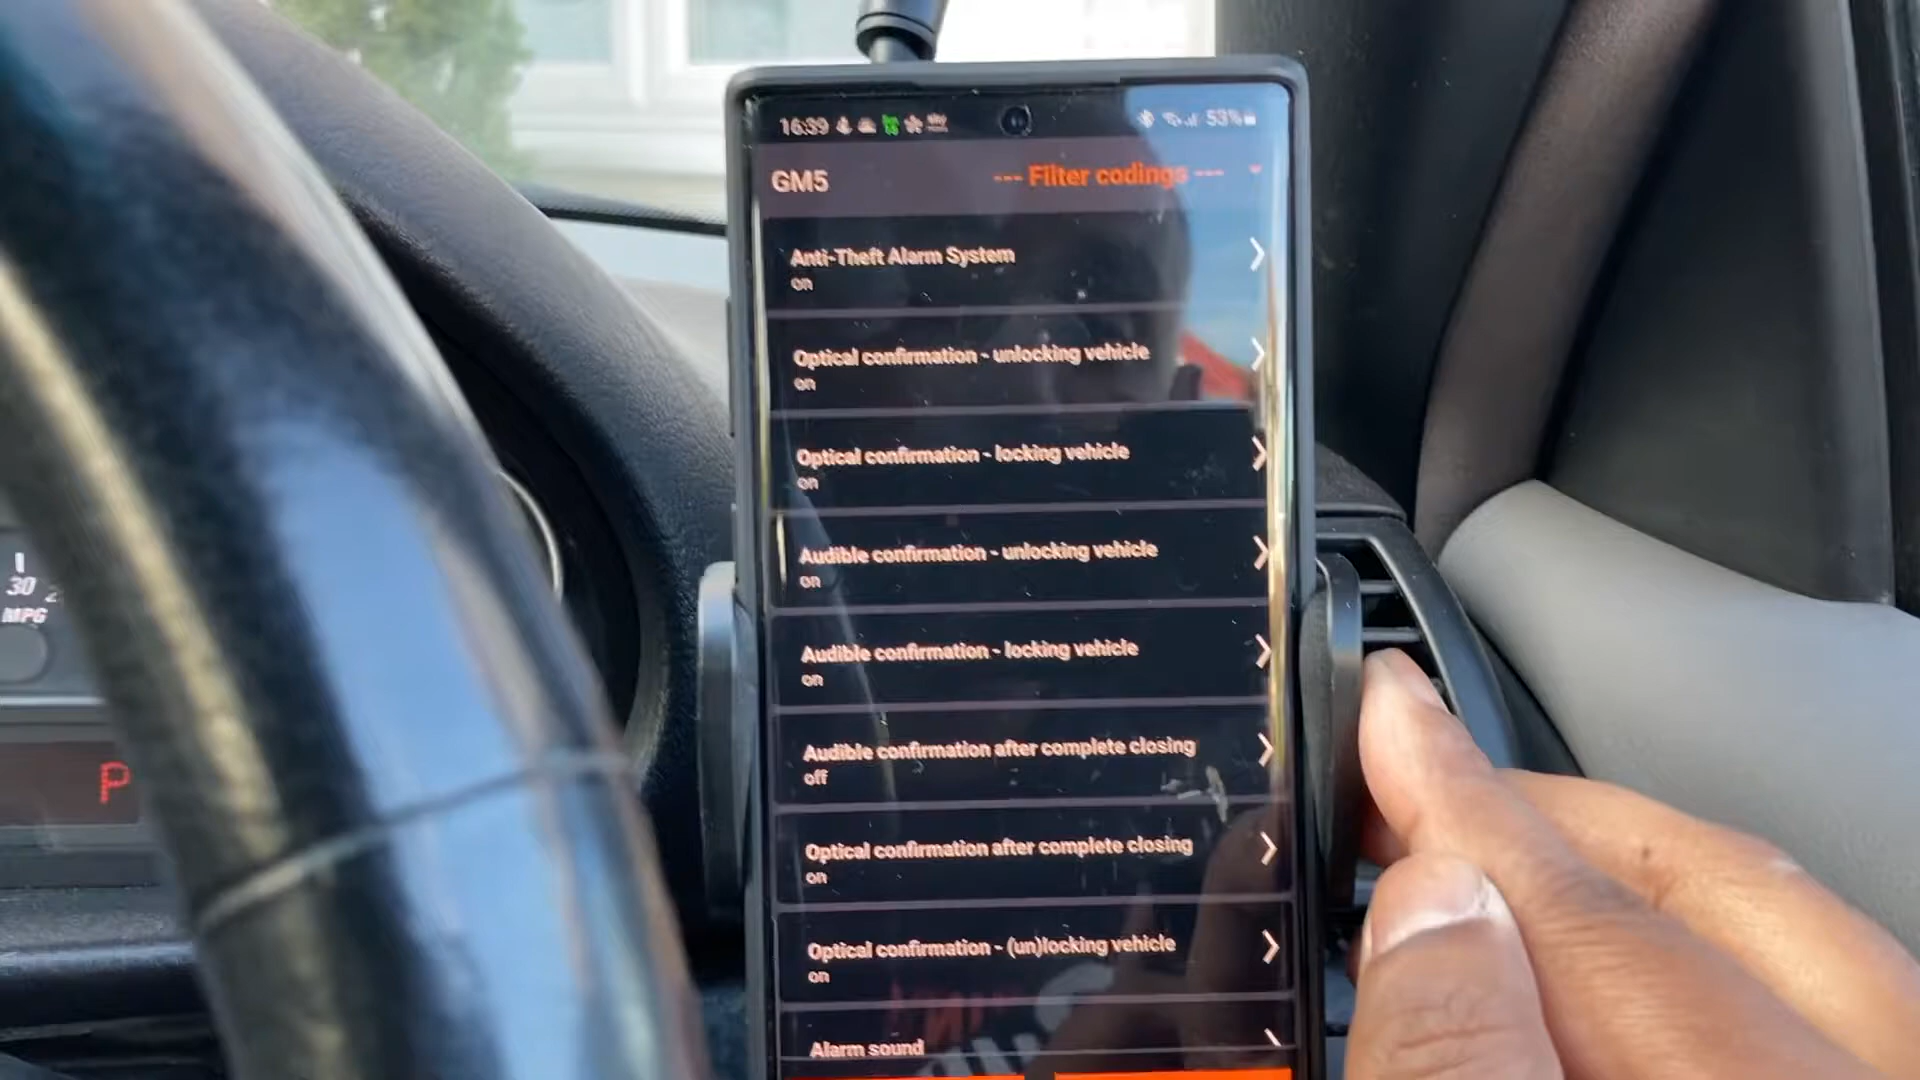 16:39
53%
GM5
--- Filter codings ---
Anti-Theft Alarm System
on
Optical confirmation - unlocking vehicle
on
Optical confirmation - locking vehicle
on
Audible confirmation - unlocking vehicle
on
Audible confirmation - locking vehicle
on
Audible confirmation after complete closing
off
Optical confirmation after complete closing
on
Optical confirmation - (un)locking vehicle
on
Alarm sound
30
MPG
P